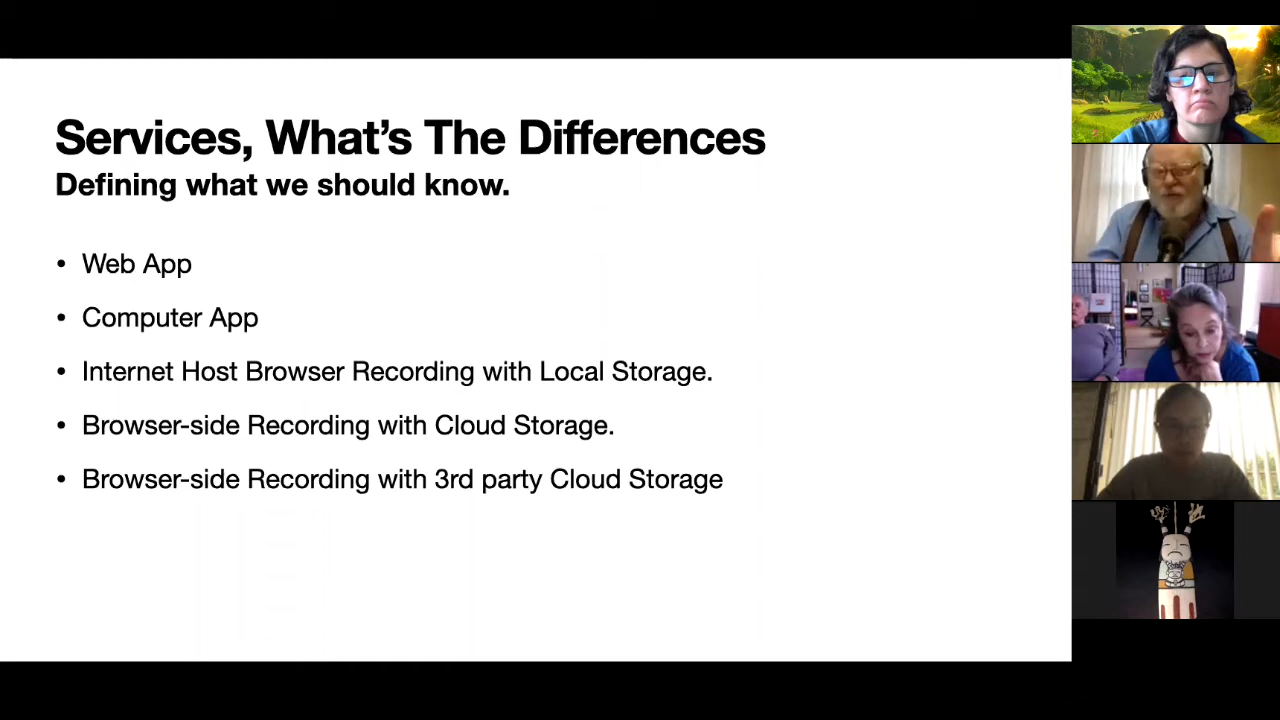 Services, What's The Differences
Defining what we should know.
• Web App
• Computer App
• Internet Host Browser Recording with Local Storage.
• Browser-side Recording with Cloud Storage.
• Browser-side Recording with 3rd party Cloud Storage